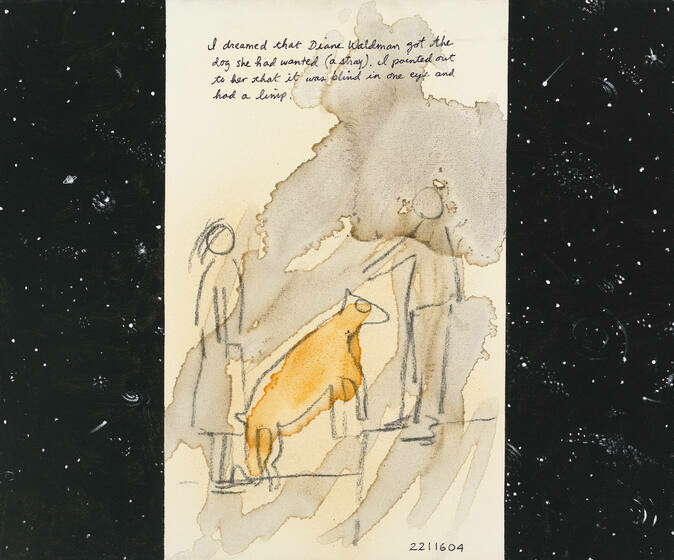 I dreamed that Diane Waldman got the
dog she had wanted (a stray). I pointed out
to her that it was blind in one eye and
had a limp.
2211604